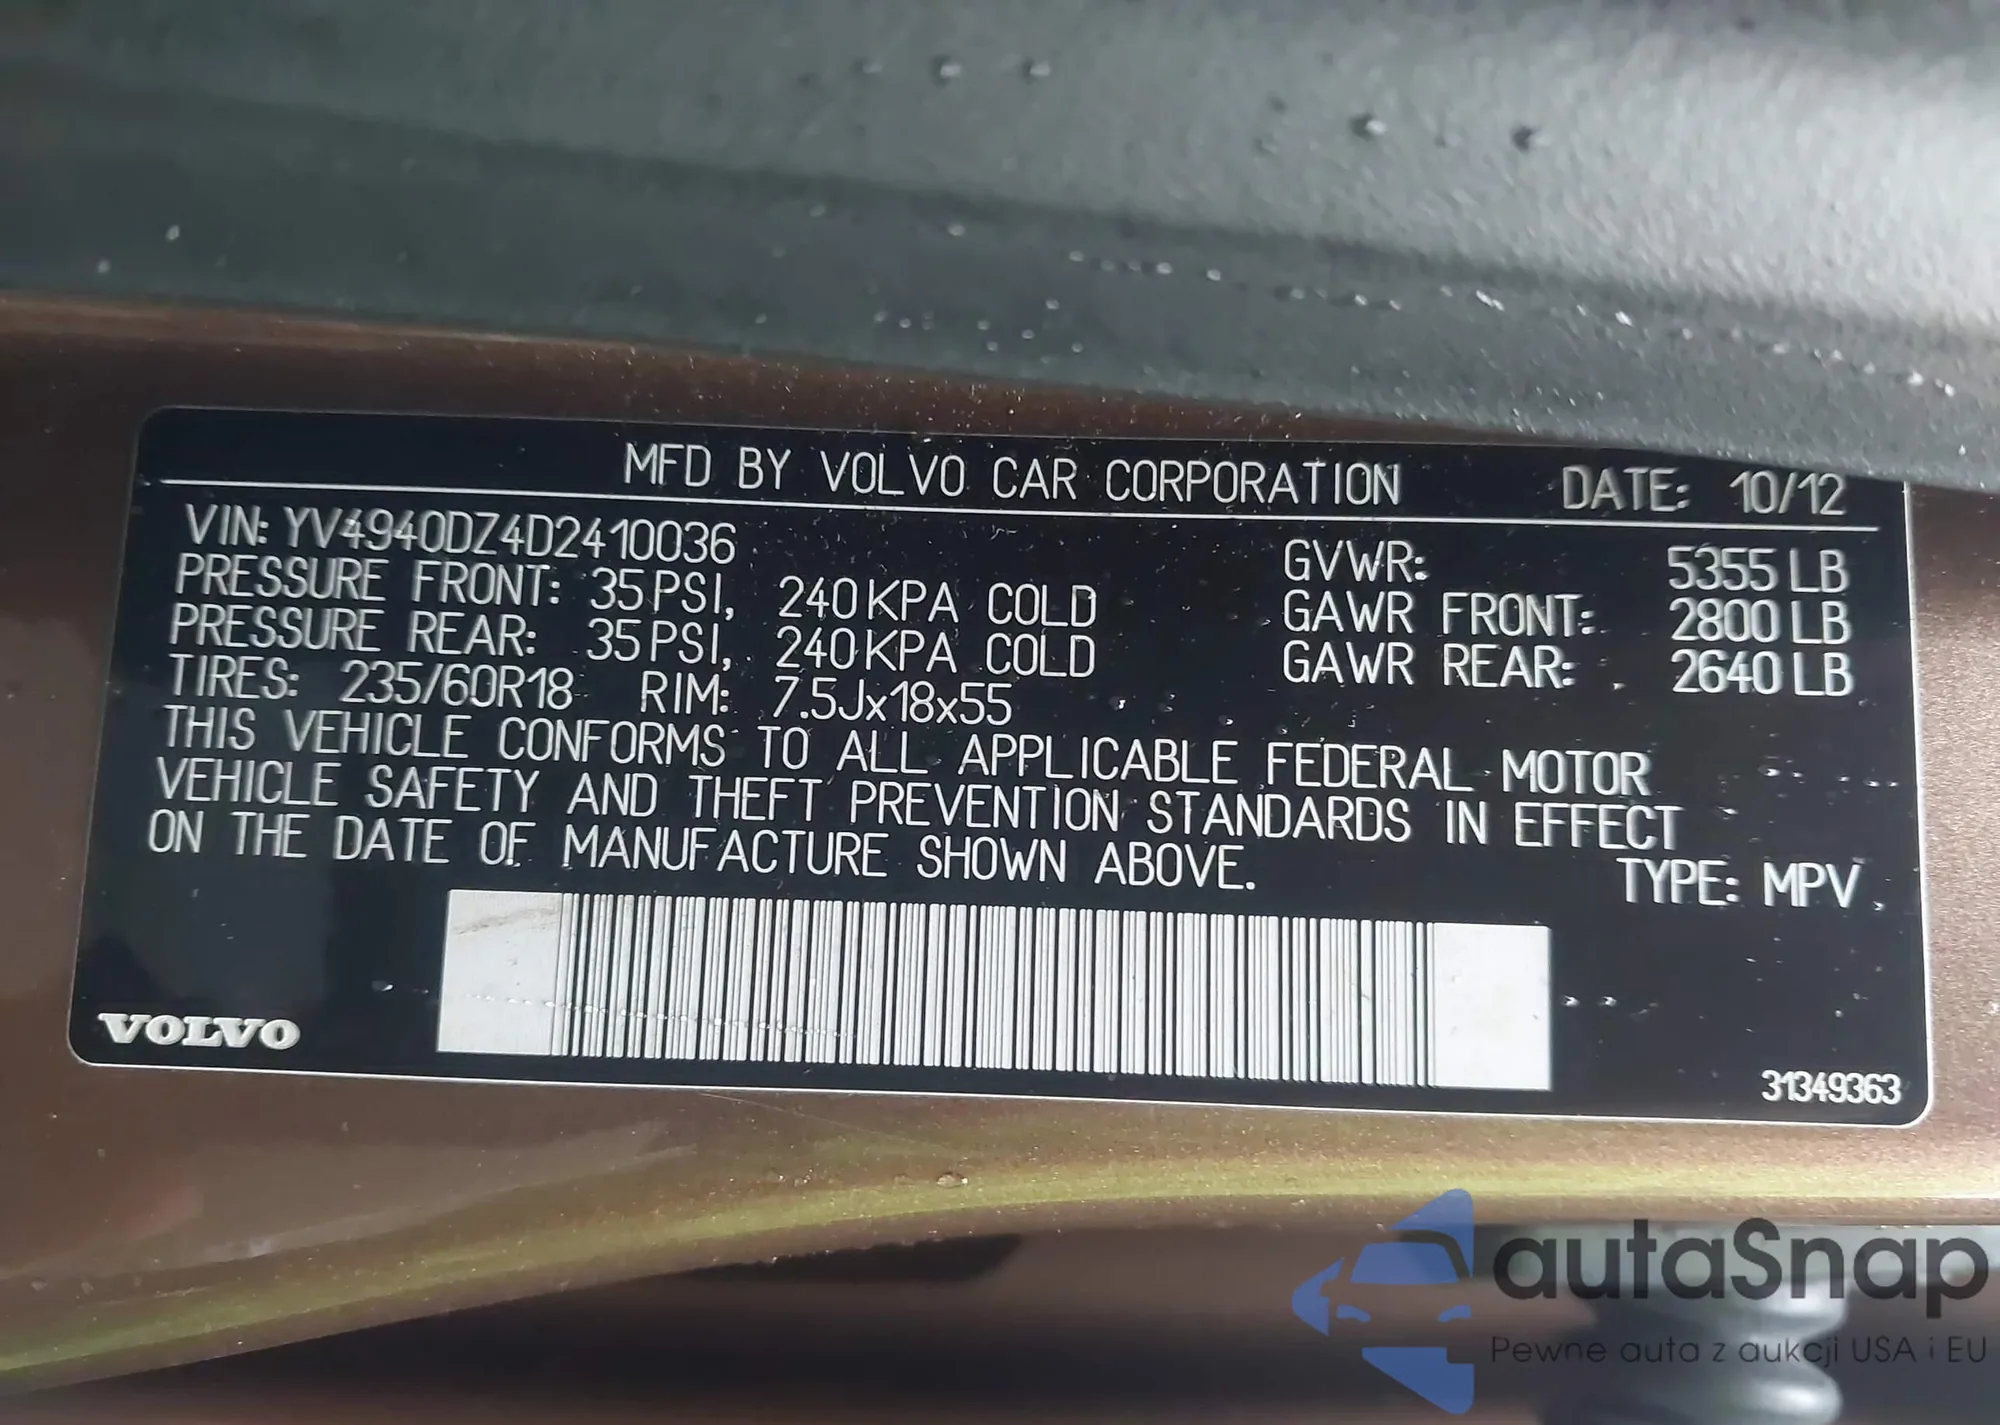 MFD BY VOLVO CAR CORPORATION DATE: 10/12
VIN: YV4940DZ4D2410036
GVWR: 5355 LB
PRESSURE FRONT: 35 PSI, 240 KPA COLD
GAWR FRONT: 2800 LB
PRESSURE REAR: 35 PSI, 240 KPA COLD
GAWR REAR: 2640 LB
TIRES: 235/60R18 RIM: 7.5Jx18x55
THIS VEHICLE CONFORMS TO ALL APPLICABLE FEDERAL MOTOR
VEHICLE SAFETY AND THEFT PREVENTION STANDARDS IN EFFECT
ON THE DATE OF MANUFACTURE SHOWN ABOVE.
TYPE: MPV
VOLVO
31349363
autaSnap
Pewne auta z aukcji USA i EU